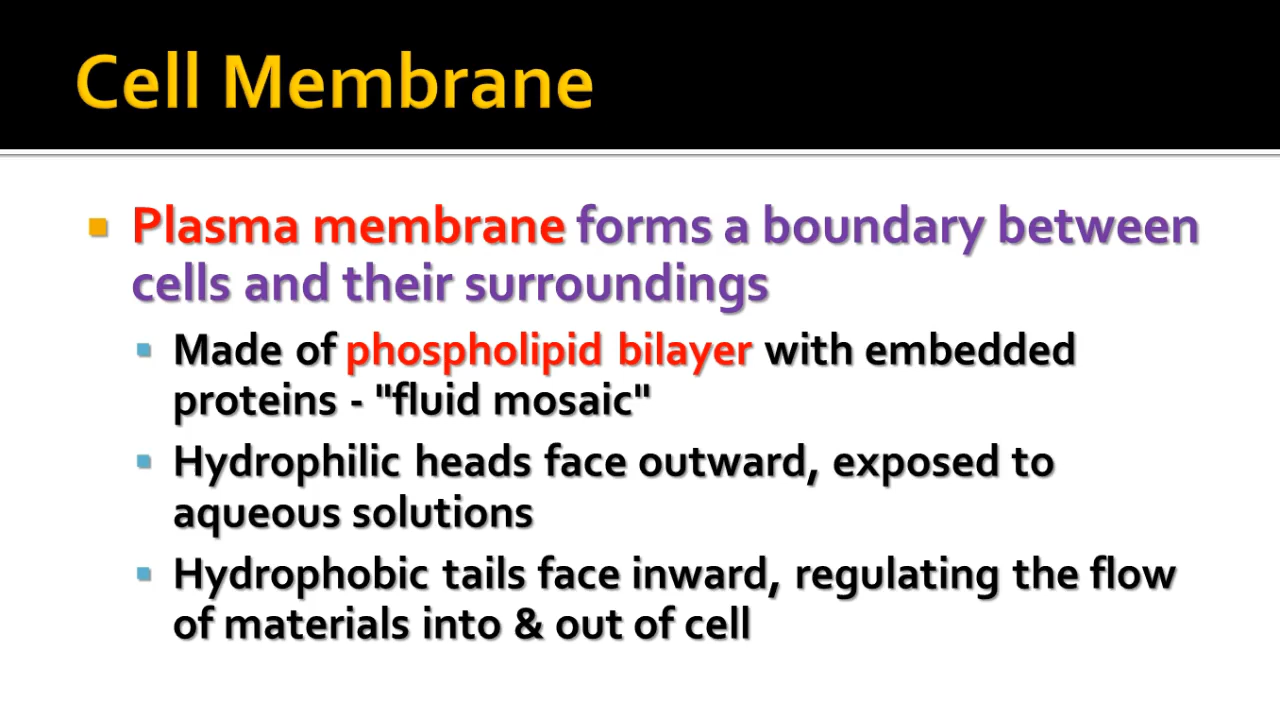 Cell Membrane
Plasma membrane forms a boundary between
cells and their surroundings
Made of phospholipid bilayer with embedded
proteins - "fluid mosaic"
Hydrophilic heads face outward, exposed to
aqueous solutions
Hydrophobic tails face inward, regulating the flow
of materials into & out of cell